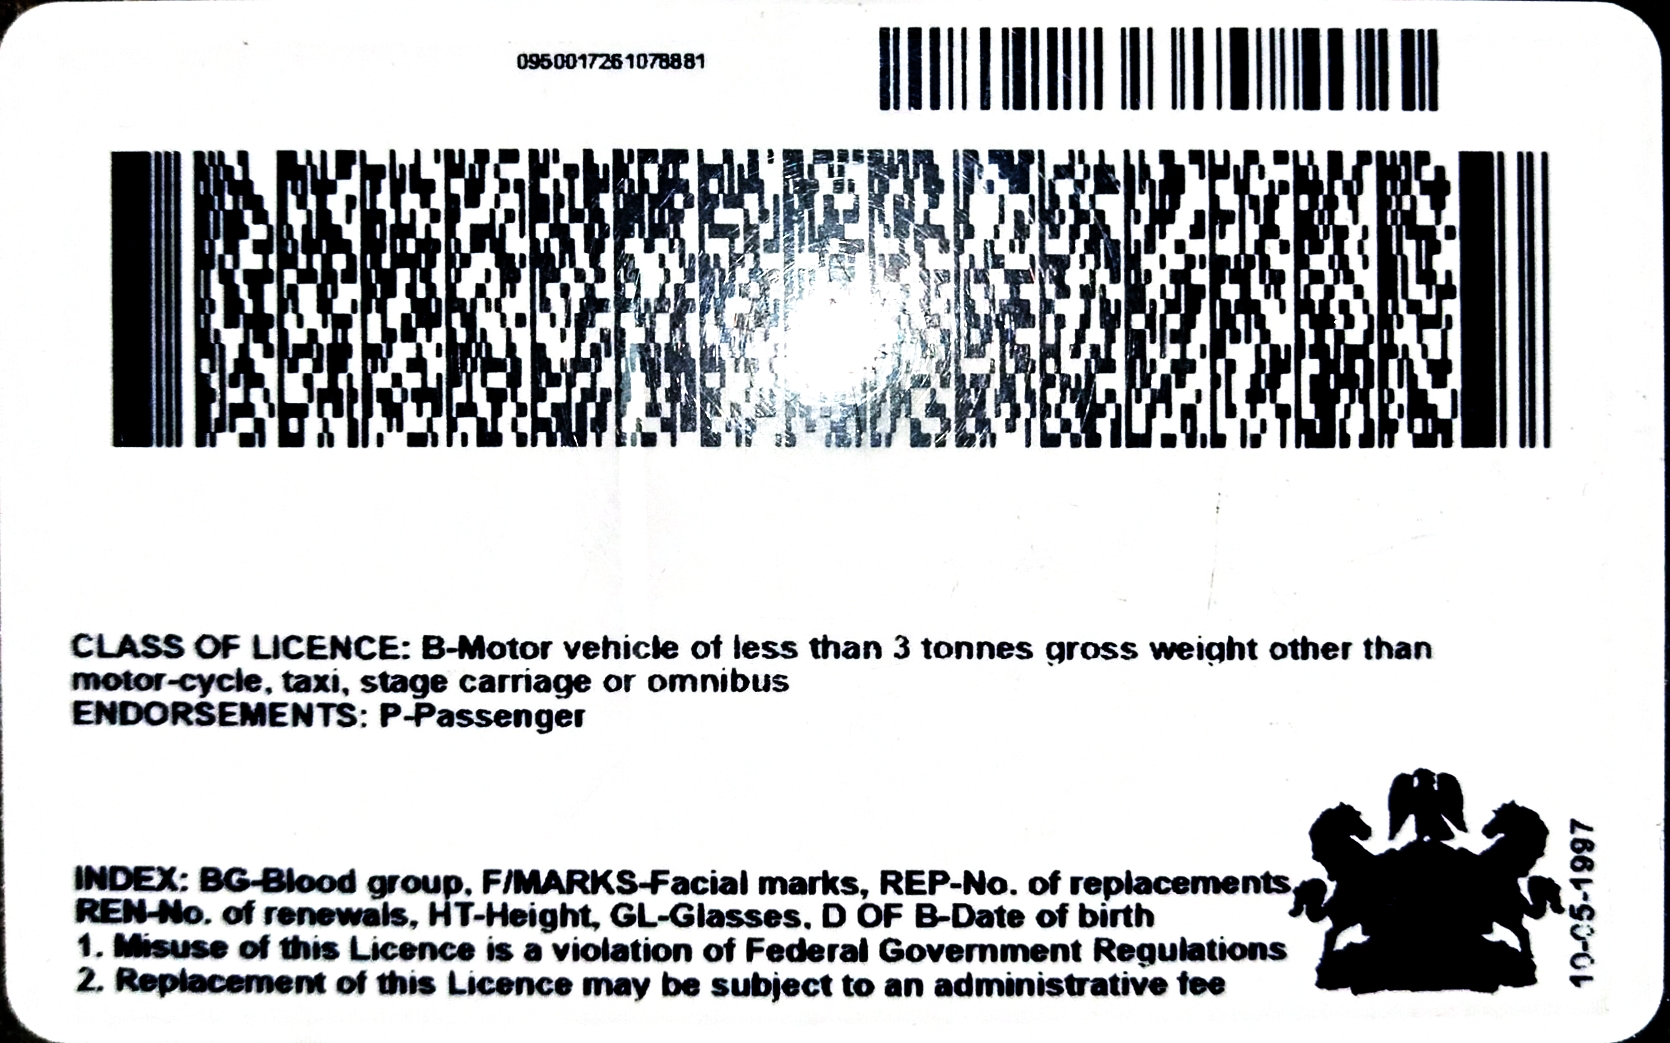 0950017261078881
CLASS OF LICENCE: B-Motor vehicle of less than 3 tonnes gross weight other than
motor-cycle, taxi, stage carriage or omnibus
ENDORSEMENTS: P-Passenger
INDEX: BG-Blood group, F/MARKS-Facial marks, REP-No. of replacements,
REN-No. of renewals, HT-Height, GL-Glasses, D OF B-Date of birth
1. Misuse of this Licence is a violation of Federal Government Regulations
2. Replacement of this Licence may be subject to an administrative fee
10-05-1997